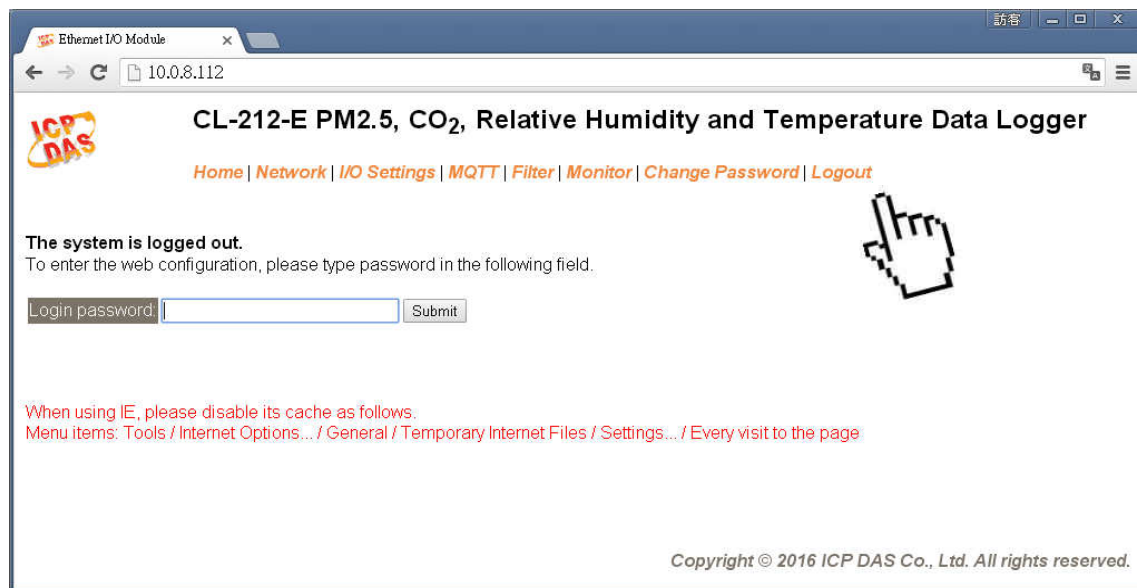 訪客
Ethernet I/O Module
10.0.8.112
ICP DAS
CL-212-E PM2.5, CO₂, Relative Humidity and Temperature Data Logger
Home | Network | I/O Settings | MQTT | Filter | Monitor | Change Password | Logout
The system is logged out.
To enter the web configuration, please type password in the following field.
Login password: Submit
When using IE, please disable its cache as follows.
Menu items: Tools / Internet Options... / General / Temporary Internet Files / Settings... / Every visit to the page
Copyright © 2016 ICP DAS Co., Ltd. All rights reserved.